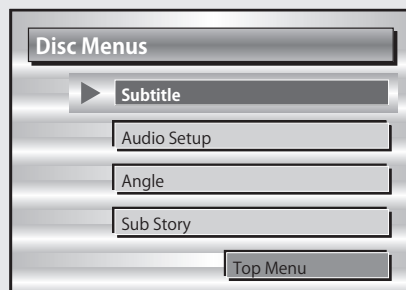 Disc Menus
Subtitle
Audio Setup
Angle
Sub Story
Top Menu